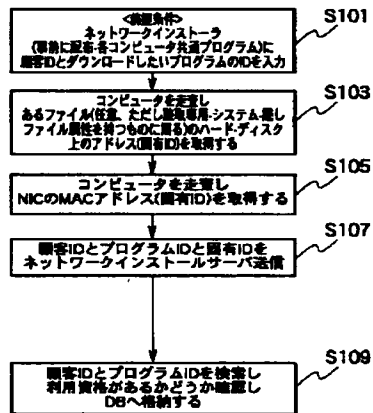 <前提条件>
ネットワークインストーラ
(事前に配布-各コンピュータ共通プログラム)に
顧客IDとダウンロードしたいプログラムのIDを入力
S101
コンピュータを走査し
あるファイル(任意、ただし読取専用-システム-隠し
ファイル属性を持つものに限る)のハード-ディスク
上のアドレス(固有ID)を取得する
S103
コンピュータを走査し
NICのMACアドレス(固有ID)を取得する
S105
顧客IDとプログラムIDと固有IDを
ネットワークインストールサーバ送信
S107
顧客IDとプログラムIDを検索し
利用資格があるかどうか確認し
DBへ格納する
S109